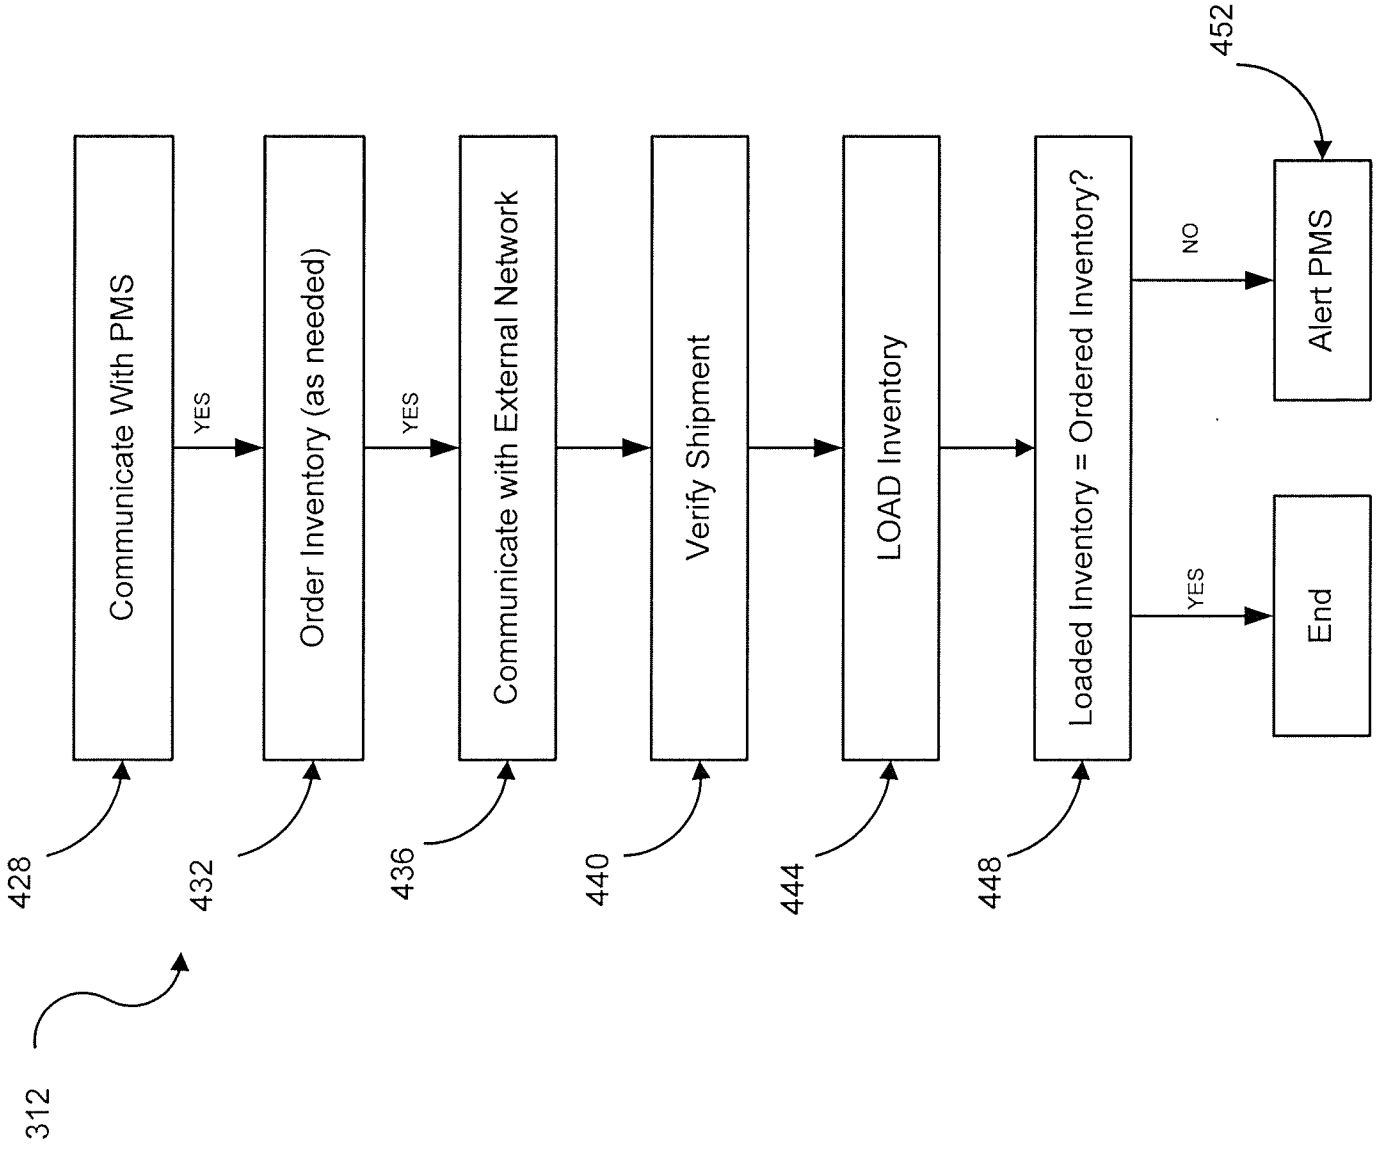 312
428
Communicate With PMS
YES
432
Order Inventory (as needed)
YES
436
Communicate with External Network
440
Verify Shipment
444
LOAD Inventory
448
Loaded Inventory = Ordered Inventory?
YES
NO
End
Alert PMS
452